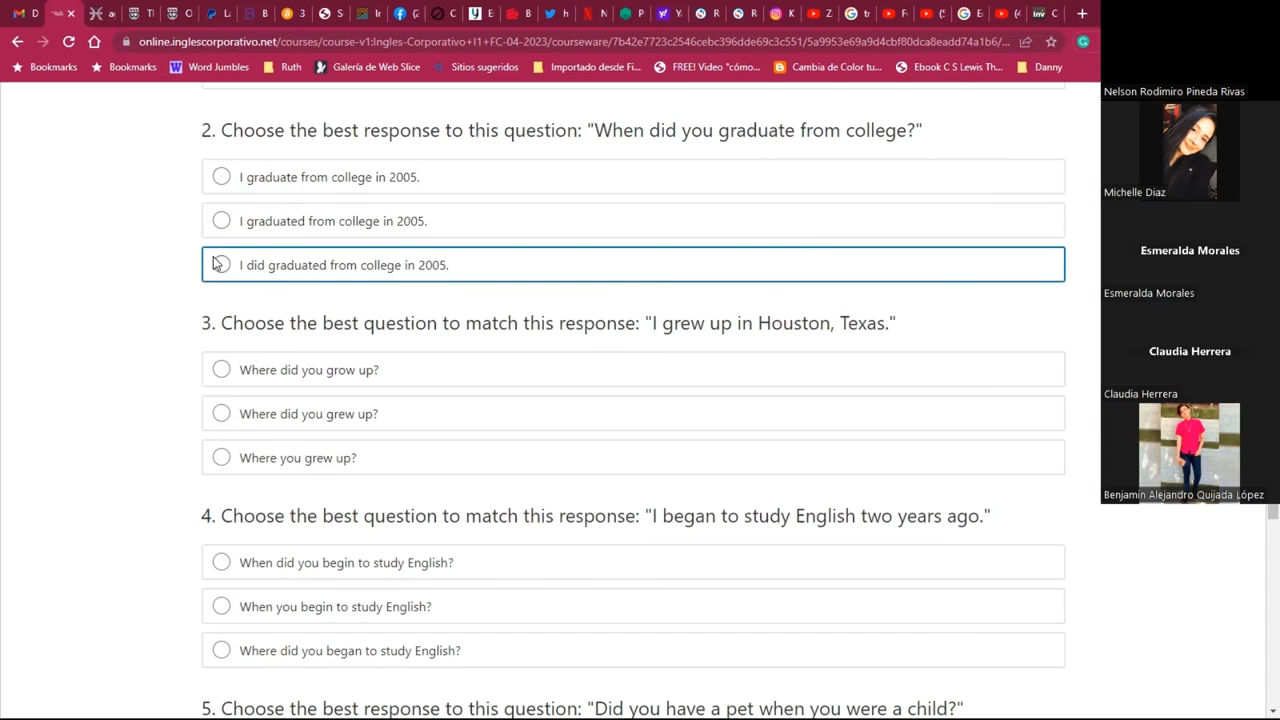 D
ag
Th
O
La
B
3
S
In
(
C
E
B
h
N
P
Y
R
R
K
Z
tr
F
(S
E
(
C
online.inglescorporativo.net/courses/course-v1:Ingles-Corporativo+I1+FC-04-2023/courseware/7b42e7723c2546cebc396dde69c3c551/5a9953e69a9d4cbf80dca8eadd74a1b6/...
Bookmarks
Bookmarks
Word Jumbles
Ruth
Galería de Web Slice
Sitios sugeridos
Importado desde Fi...
FREE! Video "cómo...
Cambia de Color tu...
Ebook C S Lewis Th...
Danny
2. Choose the best response to this question: "When did you graduate from college?"
I graduate from college in 2005.
I graduated from college in 2005.
I did graduated from college in 2005.
3. Choose the best question to match this response: "I grew up in Houston, Texas."
Where did you grow up?
Where did you grew up?
Where you grew up?
4. Choose the best question to match this response: "I began to study English two years ago."
When did you begin to study English?
When you begin to study English?
Where did you began to study English?
5. Choose the best response to this question: "Did you have a pet when you were a child?"
Nelson Rodimiro Pineda Rivas
Michelle Diaz
Esmeralda Morales
Esmeralda Morales
Claudia Herrera
Claudia Herrera
Benjamin Alejandro Quijada López